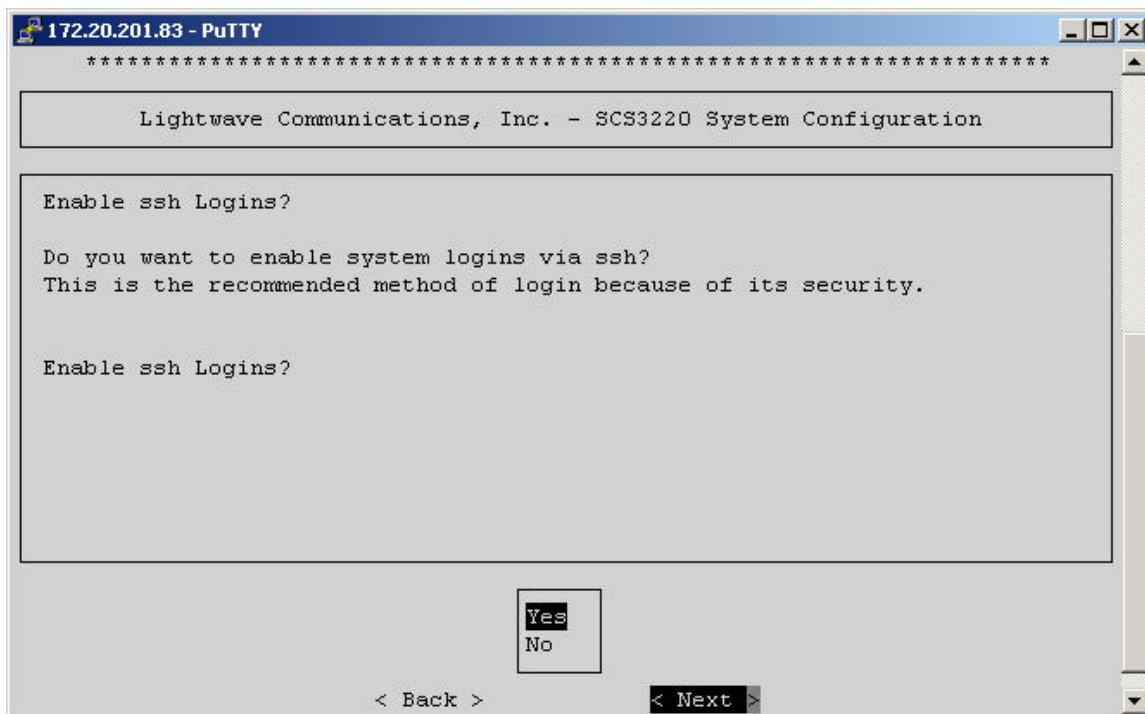 172.20.201.83 - PuTTY
**********************************************************************
Lightwave Communications, Inc. - SCS3220 System Configuration
Enable ssh Logins?
Do you want to enable system logins via ssh?
This is the recommended method of login because of its security.
Enable ssh Logins?
Yes
No
< Back > < Next >